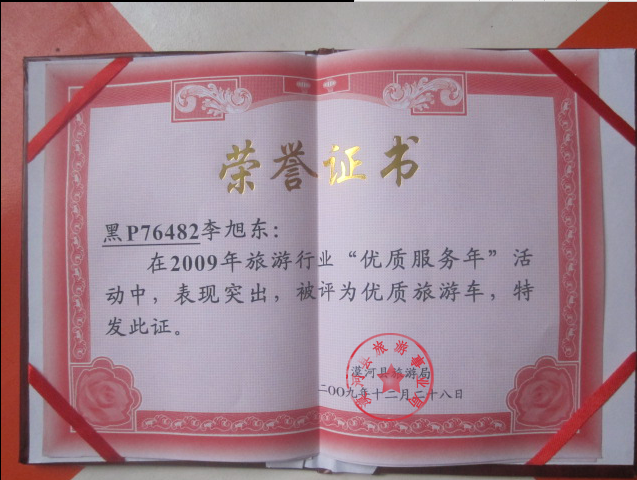 荣誉证书
黑P76482李旭东：
在2009年旅游行业“优质服务年”活
动中，表现突出，被评为优质旅游车，特
发此证。
漠河县旅游局
二〇〇九年十二月二十八日